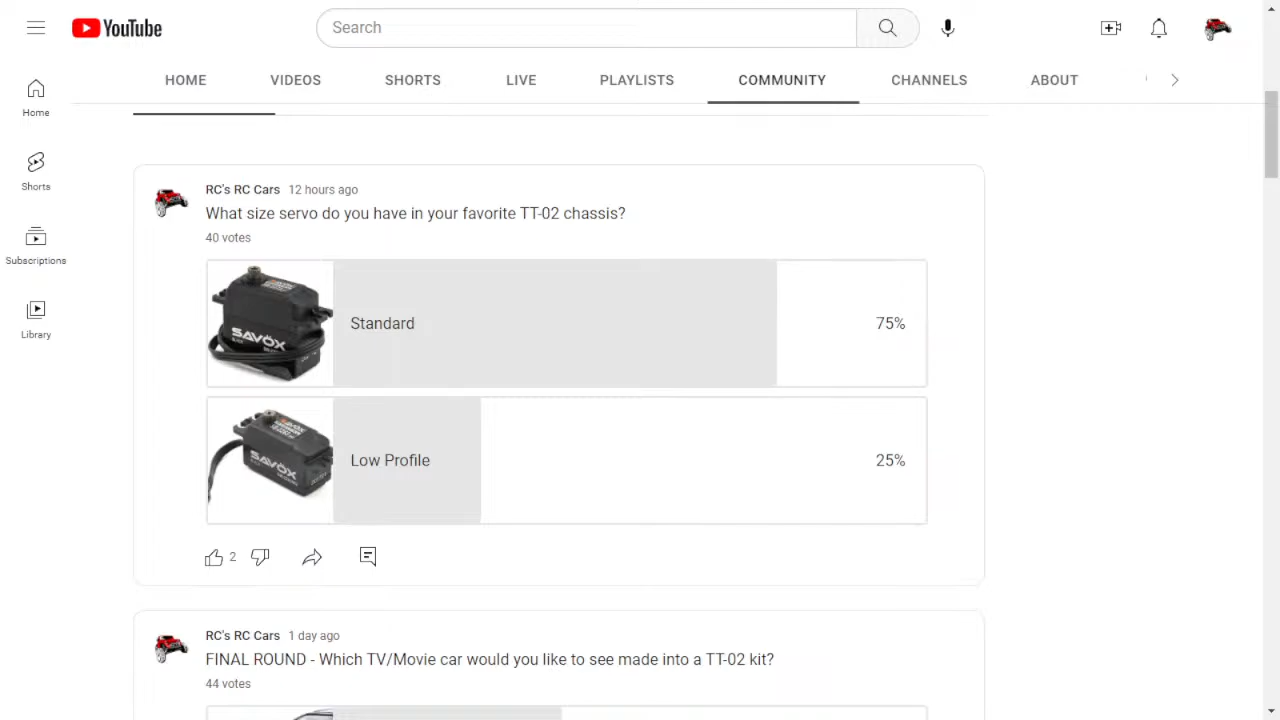 YouTube
Search
HOME VIDEOS SHORTS LIVE PLAYLISTS COMMUNITY CHANNELS ABOUT
Home
Shorts
Subscriptions
Library
RC's RC Cars 12 hours ago
What size servo do you have in your favorite TT-02 chassis?
40 votes
SAVÖX
Standard 75%
SAVÖX
Low Profile 25%
2
RC's RC Cars 1 day ago
FINAL ROUND - Which TV/Movie car would you like to see made into a TT-02 kit?
44 votes